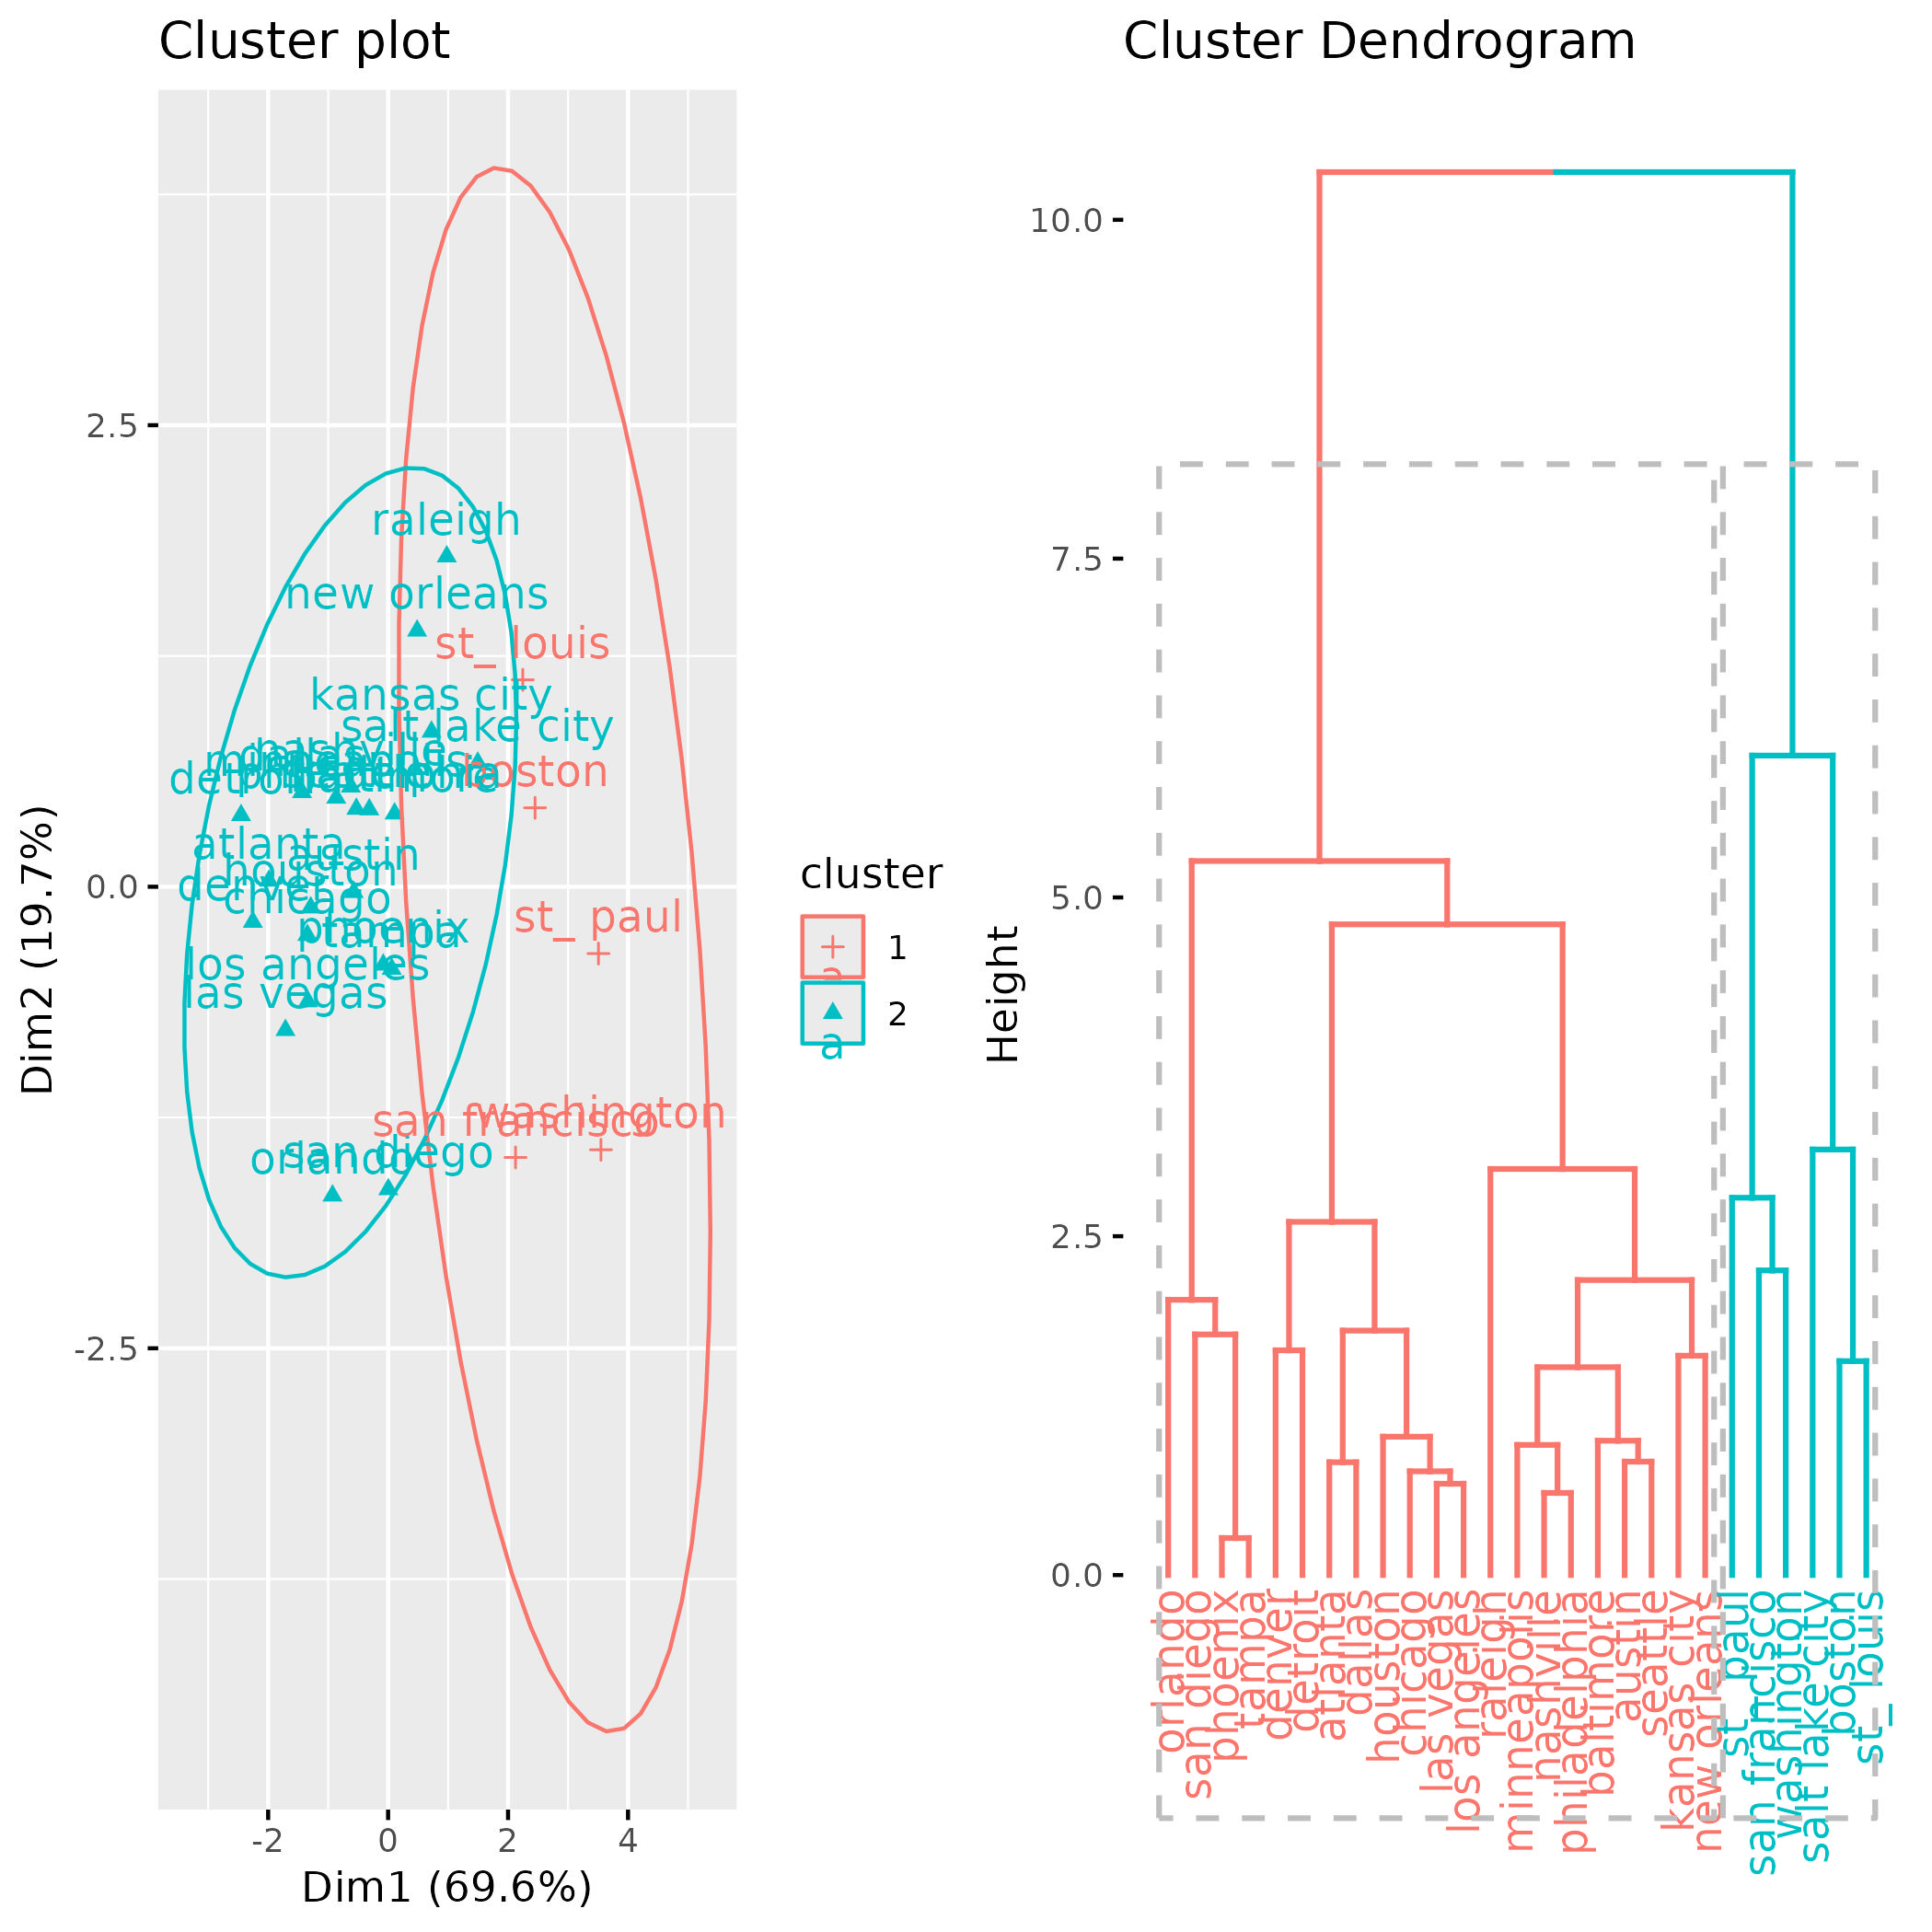 Cluster plot
Dim2 (19.7%)
2.5
0.0
-2.5
raleigh
new orleans
st_ louis
kansas city
salt lake city
nashville
boston
detroit
atlanta
austin
houston
denver
chicago
st_ paul
phoenix
tampa
los angeles
las vegas
washington
san francisco
san diego
orlando
-2
0
2
4
Dim1 (69.6%)
cluster
a
1
a
2
Cluster Dendrogram
Height
10.0
7.5
5.0
2.5
0.0
orlando
san diego
phoenix
tampa
denver
detroit
atlanta
dallas
houston
chicago
las vegas
los angeles
raleigh
minneapolis
nashville
philadelphia
baltimore
austin
seattle
kansas city
new orleans
st_ paul
san francisco
washington
salt lake city
boston
st_ louis